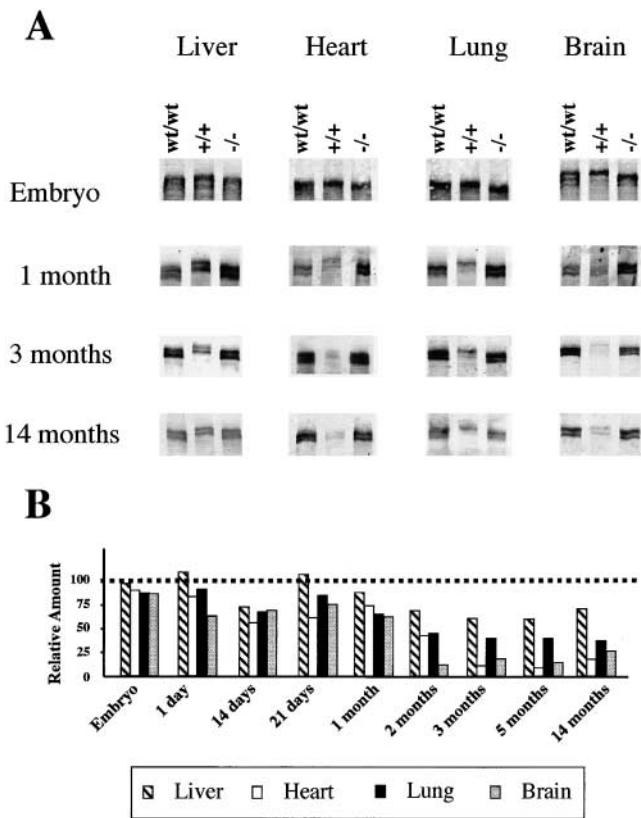 A
Liver Heart Lung Brain
wt/wt +/+ -/- wt/wt +/+ -/- wt/wt +/+ -/- wt/wt +/+ -/-
Embryo
1 month
3 months
14 months
B
Relative Amount
100
75
50
25
0
Embryo 1 day 14 days 21 days 1 month 2 months 3 months 5 months 14 months
Liver Heart Lung Brain